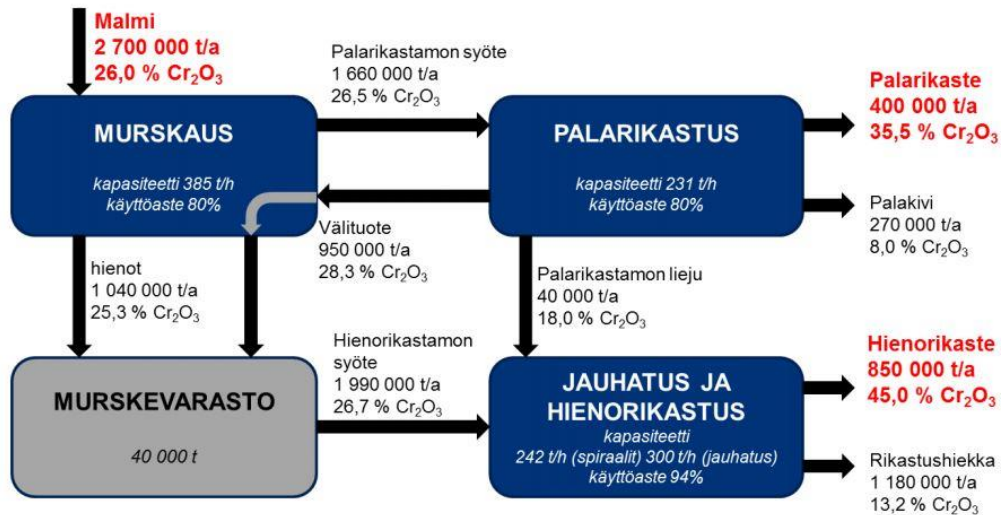 Malmi
2 700 000 t/a
26,0 % Cr₂O₃
Palarikastamon syöte
1 660 000 t/a
26,5 % Cr₂O₃
Palarikaste
400 000 t/a
35,5 % Cr₂O₃
MURSKAUS
kapasiteetti 385 t/h
käyttöaste 80%
PALARIKASTUS
kapasiteetti 231 t/h
käyttöaste 80%
Palakivi
270 000 t/a
8,0 % Cr₂O₃
Välituote
950 000 t/a
28,3 % Cr₂O₃
hienot
1 040 000 t/a
25,3 % Cr₂O₃
Palarikastamon lieju
40 000 t/a
18,0 % Cr₂O₃
Hienorikastamon
syöte
1 990 000 t/a
26,7 % Cr₂O₃
Hienorikaste
850 000 t/a
45,0 % Cr₂O₃
MURSKEVARASTO
40 000 t
JAUHATUS JA
HIENORIKASTUS
kapasiteetti
242 t/h (spiraalit) 300 t/h (jauhatus)
käyttöaste 94%
Rikastushiekka
1 180 000 t/a
13,2 % Cr₂O₃